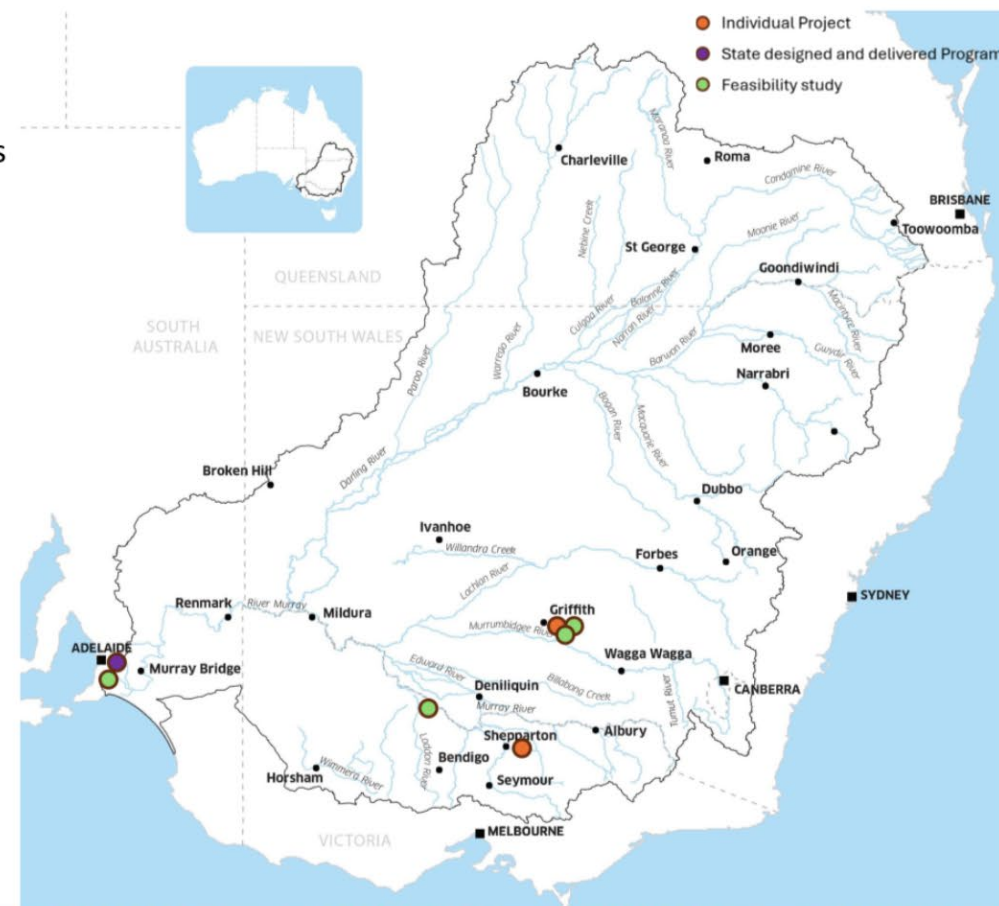 Individual Project
State designed and delivered Program
Feasibility study
s
Maranoa River
Charleville
Roma
Condamine River
BRISBANE
Toowoomba
Nebine Creek
Moonie River
St George
Goondiwindi
QUEENSLAND
Culgoa River
Balonne River
Narran River
Macintyre River
SOUTH
AUSTRALIA
NEW SOUTH WALES
Paroo River
Warrego River
Barwon River
Moree
Gwydir River
Narrabri
Bourke
Bogan River
Macquarie River
Darling River
Broken Hill
Dubbo
Ivanhoe
Willandra Creek
Forbes
Orange
Lachlan River
SYDNEY
Renmark
River Murray
Mildura
Griffith
Murrumbidgee River
ADELAIDE
Murray Bridge
Wagga Wagga
Edward River
Billabong Creek
CANBERRA
Deniliquin
Murray River
Tumut River
Shepparton
Albury
Loddon River
Bendigo
Horsham
Wimmera River
Seymour
MELBOURNE
VICTORIA